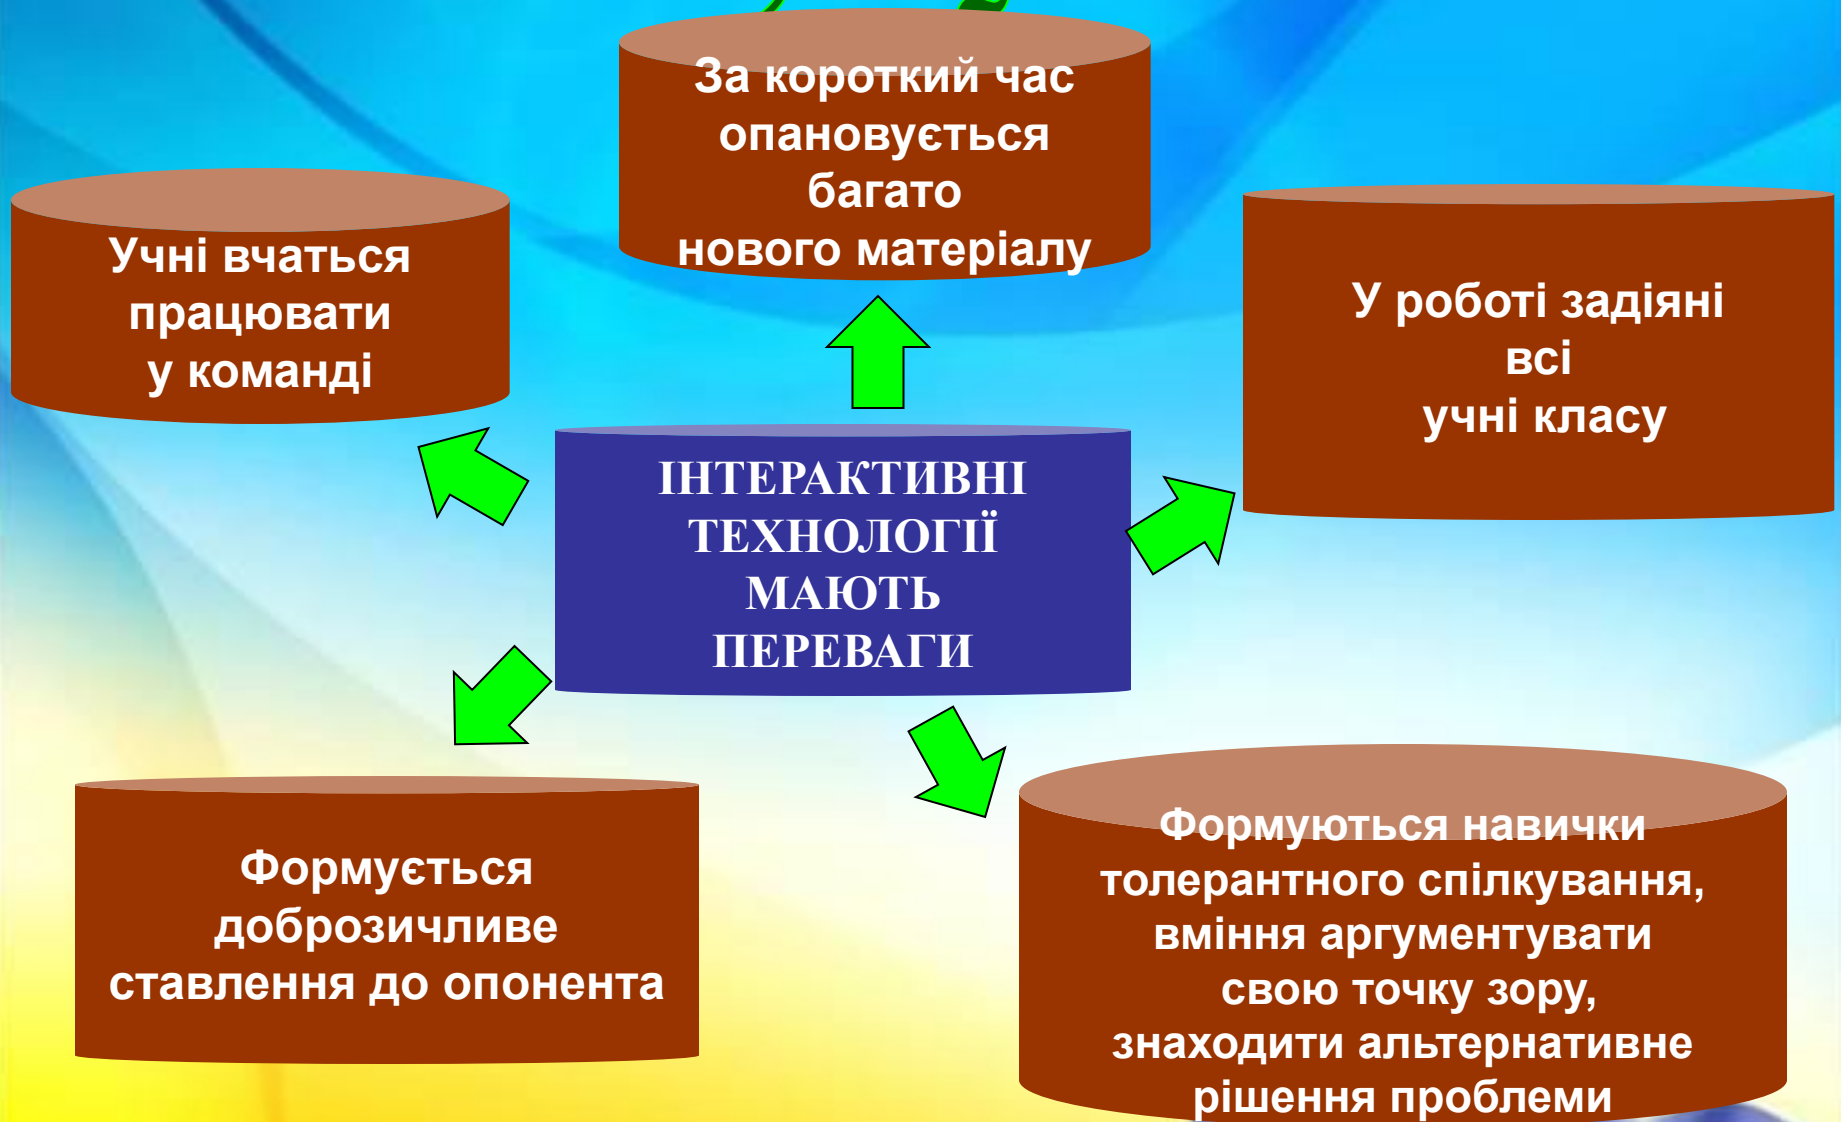 За короткий час
опановується
багато
нового матеріалу
Учні вчаться
працювати
у команді
У роботі задіяні
всі
учні класу
ІНТЕРАКТИВНІ
ТЕХНОЛОГІЇ
МАЮТЬ
ПЕРЕВАГИ
Формується
доброзичливе
ставлення до опонента
Формуються навички
толерантного спілкування,
вміння аргументувати
свою точку зору,
знаходити альтернативне
рішення проблеми